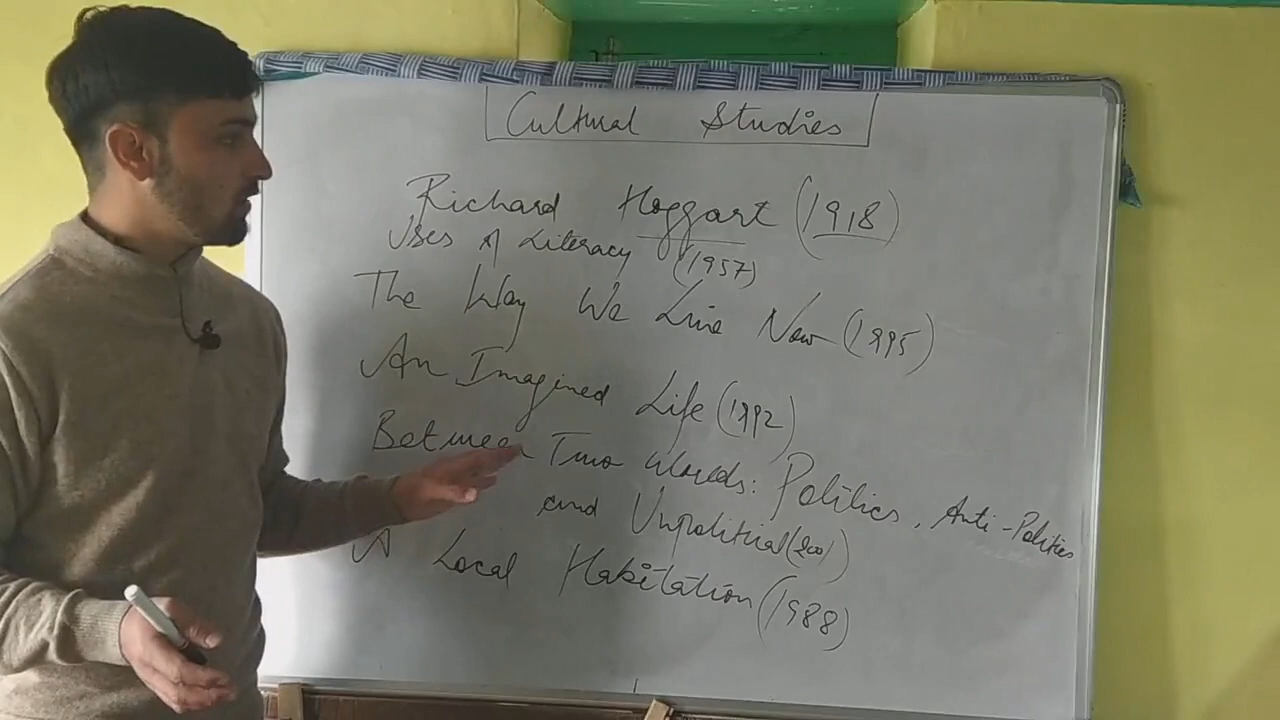 Cultural Studies
Richard Hoggart (1918)
Uses of Literacy (1957)
The Way We Live Now (1995)
An Imagined Life (1992)
Between Two Worlds: Politics, Anti-Politics
and Unpolitical (2001)
A Local Habitation (1988)